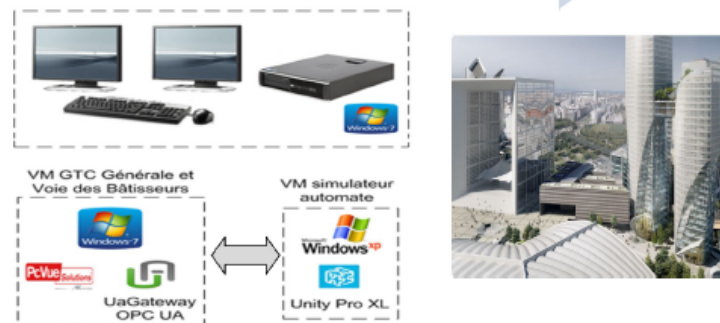 Windows 7
VM GTC Générale et
Voie des Bâtisseurs
Windows 7
PcVue Solutions
UaGateway
OPC UA
VM simulateur
automate
Microsoft
Windows xp
Unity Pro XL